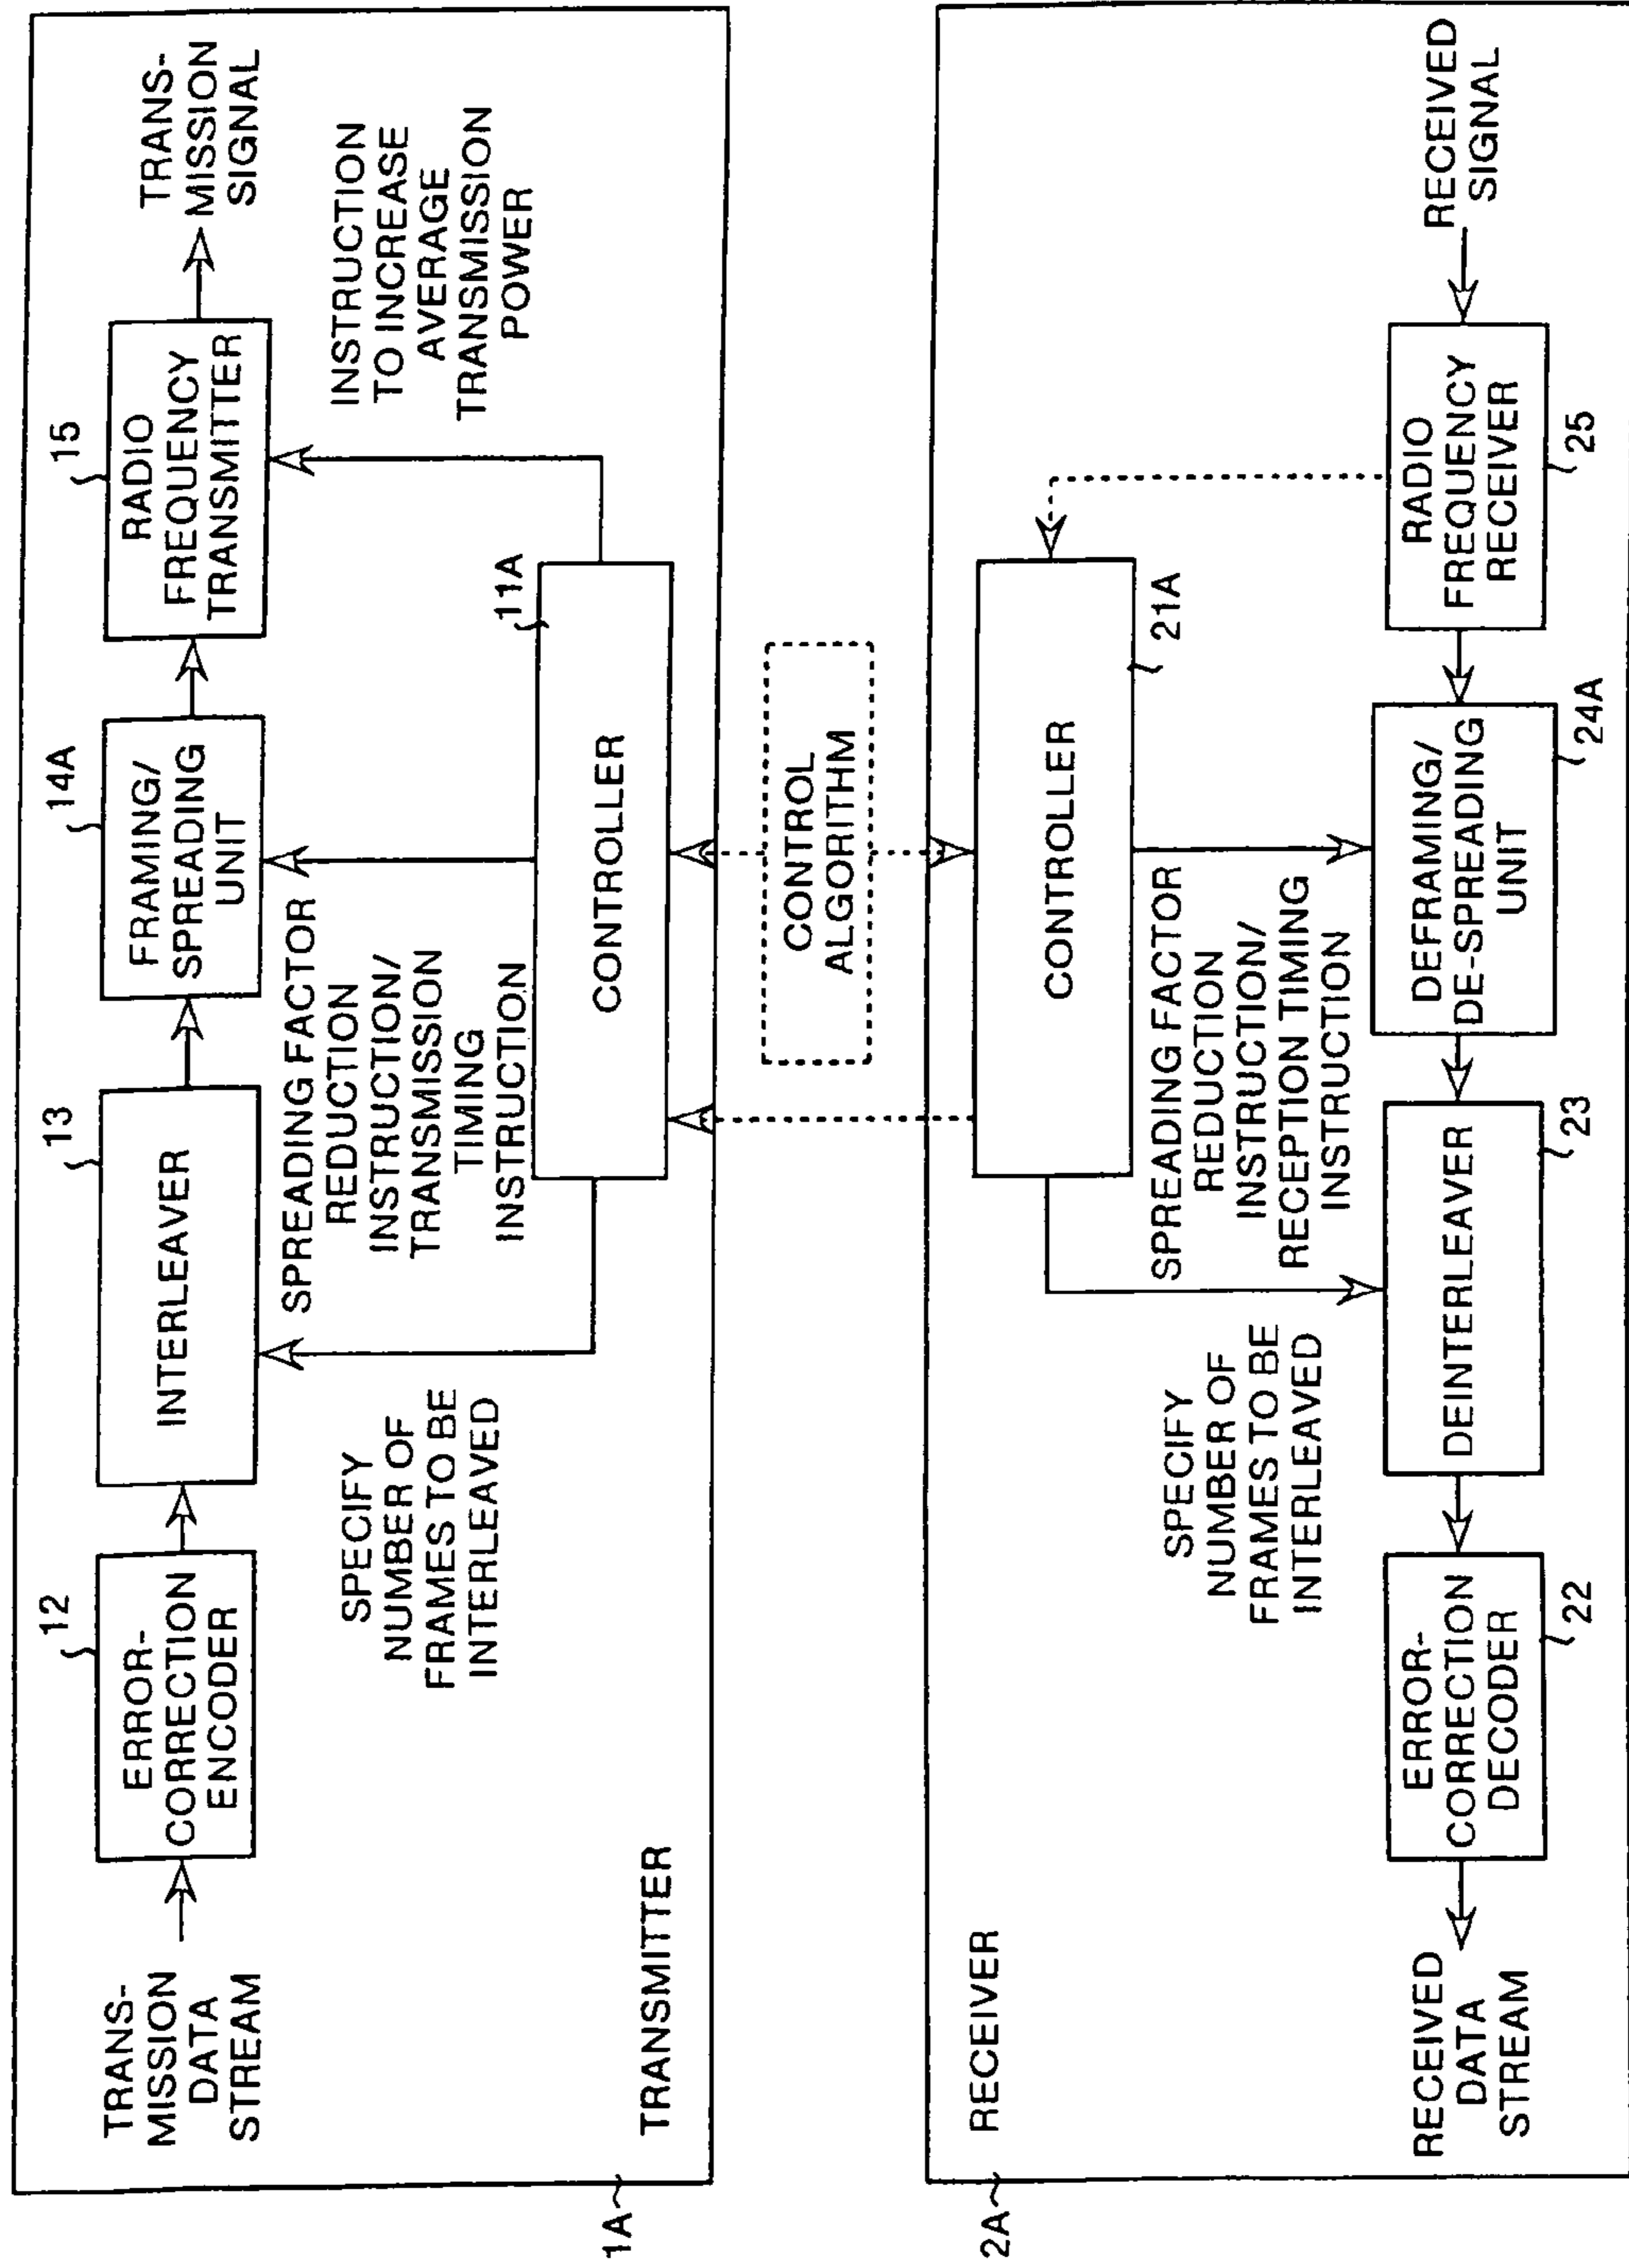 TRANS-
MISSION
DATA
STREAM
12
ERROR-
CORRECTION
ENCODER
13
INTERLEAVER
14A
FRAMING/
SPREADING
UNIT
15
RADIO
FREQUENCY
TRANSMITTER
TRANS-
MISSION
SIGNAL
SPECIFY
NUMBER OF
FRAMES TO BE
INTERLEAVED
SPREADING FACTOR
REDUCTION
INSTRUCTION/
TRANSMISSION
TIMING
INSTRUCTION
INSTRUCTION
TO INCREASE
AVERAGE
TRANSMISSION
POWER
11A
CONTROLLER
TRANSMITTER
1A
CONTROL
ALGORITHM
2A
RECEIVER
CONTROLLER
21A
SPECIFY
NUMBER OF
FRAMES TO BE
INTERLEAVED
SPREADING FACTOR
REDUCTION
INSTRUCTION/
RECEPTION TIMING
INSTRUCTION
RECEIVED
DATA
STREAM
ERROR-
CORRECTION
DECODER
22
DEINTERLEAVER
23
DEFRAMING/
DE-SPREADING
UNIT
24A
RADIO
FREQUENCY
RECEIVER
25
RECEIVED
SIGNAL